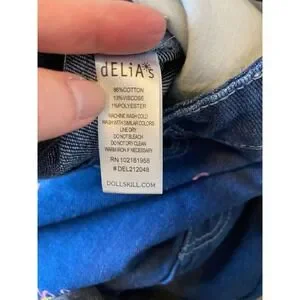 dELiA*s
86%COTTON
13%VISCOSE
1%POLYESTER
MACHINE WASH COLD
WASH WITH SIMILAR COLORS
LINE DRY
DO NOT BLEACH
DO NOT DRY CLEAN
WARM IRON IF NECESSARY
RN 102181958
# DEL212048
DOLLSKILL.COM